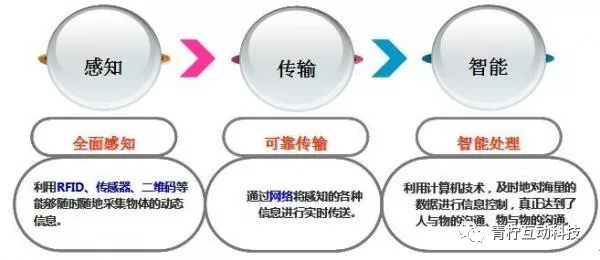 感知
传输
智能
全面感知
可靠传输
智能处理
利用RFID、传感器、二维码等
能够随时随地采集物体的动态
信息。
通过网络将感知的各种
信息进行实时传送。
利用计算机技术，及时地对海量的
数据进行信息控制，真正达到了
人与物的沟通、物与物的沟通。
青柠互动科技